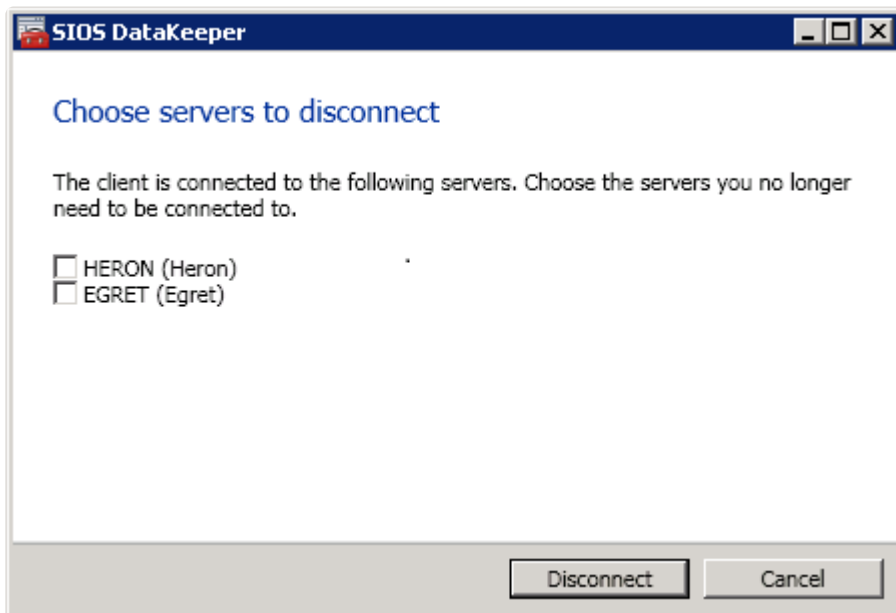 SIOS DataKeeper
Choose servers to disconnect
The client is connected to the following servers. Choose the servers you no longer
need to be connected to.
HERON (Heron)
EGRET (Egret)
Disconnect
Cancel